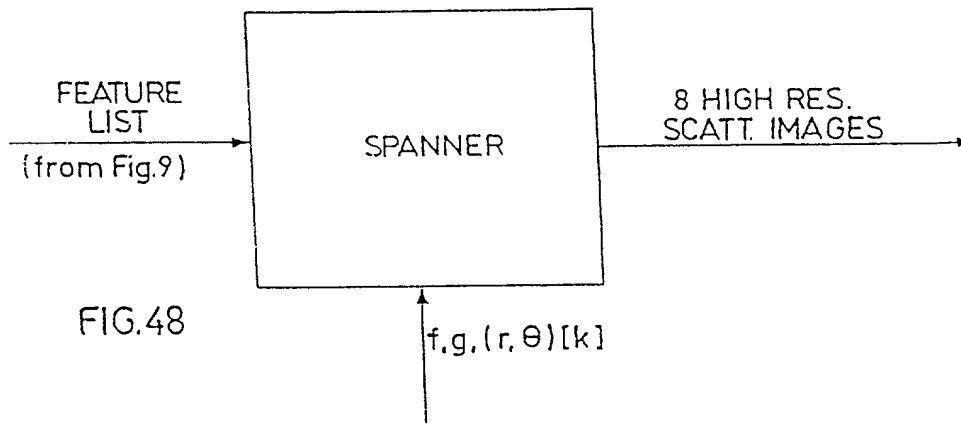 FEATURE
LIST
(from Fig.9)
SPANNER
8 HIGH RES.
SCATT. IMAGES
FIG.48
f,g,(r,θ)[k]